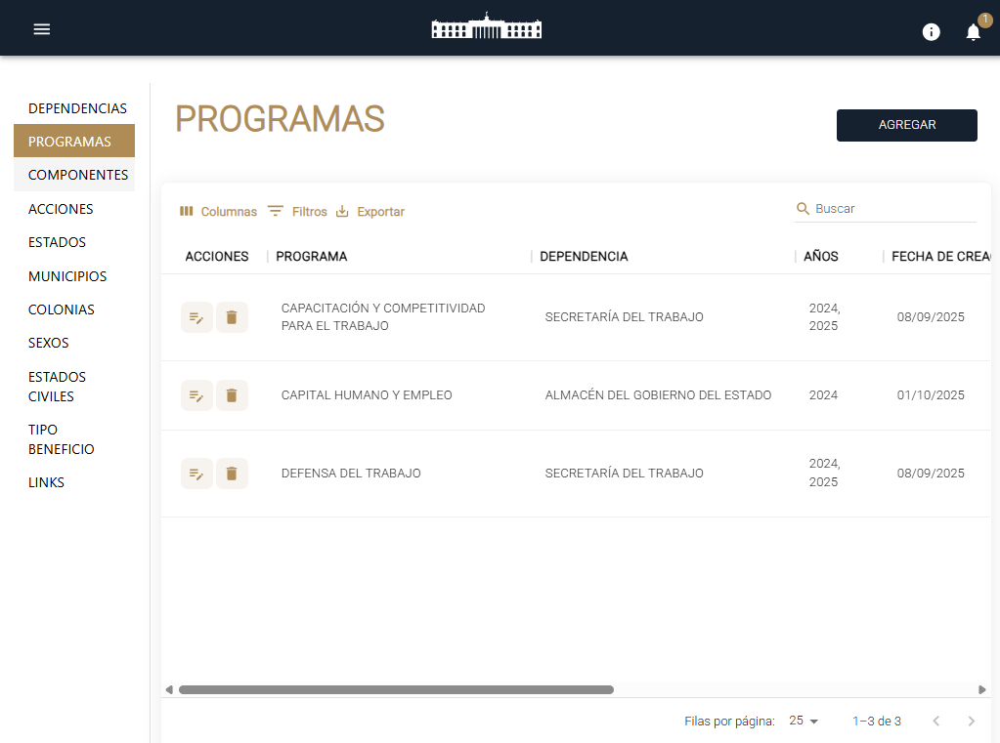 1
DEPENDENCIAS
PROGRAMAS
COMPONENTES
ACCIONES
ESTADOS
MUNICIPIOS
COLONIAS
SEXOS
ESTADOS
CIVILES
TIPO
BENEFICIO
LINKS
PROGRAMAS
AGREGAR
Columnas Filtros Exportar Buscar
ACCIONES PROGRAMA DEPENDENCIA AÑOS FECHA DE CREA
CAPACITACIÓN Y COMPETITIVIDAD
PARA EL TRABAJO
SECRETARÍA DEL TRABAJO
2024,
2025
08/09/2025
CAPITAL HUMANO Y EMPLEO ALMACÉN DEL GOBIERNO DEL ESTADO 2024 01/10/2025
DEFENSA DEL TRABAJO SECRETARÍA DEL TRABAJO
2024,
2025
08/09/2025
Filas por página: 25 1–3 de 3